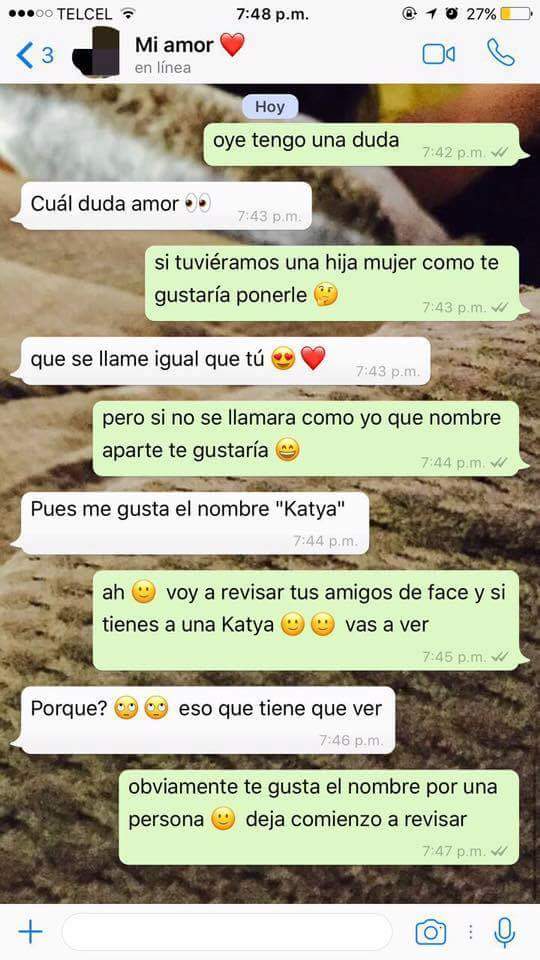 TELCEL 7:48 p.m. 27%
3 Mi amor ❤️
en línea
Hoy
oye tengo una duda
7:42 p.m.
Cuál duda amor 👀
7:43 p.m.
si tuviéramos una hija mujer como te
gustaría ponerle 🤔
7:43 p.m.
que se llame igual que tú 😍❤️
7:43 p.m.
pero si no se llamara como yo que nombre
aparte te gustaría 😄
7:44 p.m.
Pues me gusta el nombre "Katya"
7:44 p.m.
ah 🙂 voy a revisar tus amigos de face y si
tienes a una Katya 🙂 🙂 vas a ver
7:45 p.m.
Porque? 🙄 🙄 eso que tiene que ver
7:46 p.m.
obviamente te gusta el nombre por una
persona 🙂 deja comienzo a revisar
7:47 p.m.